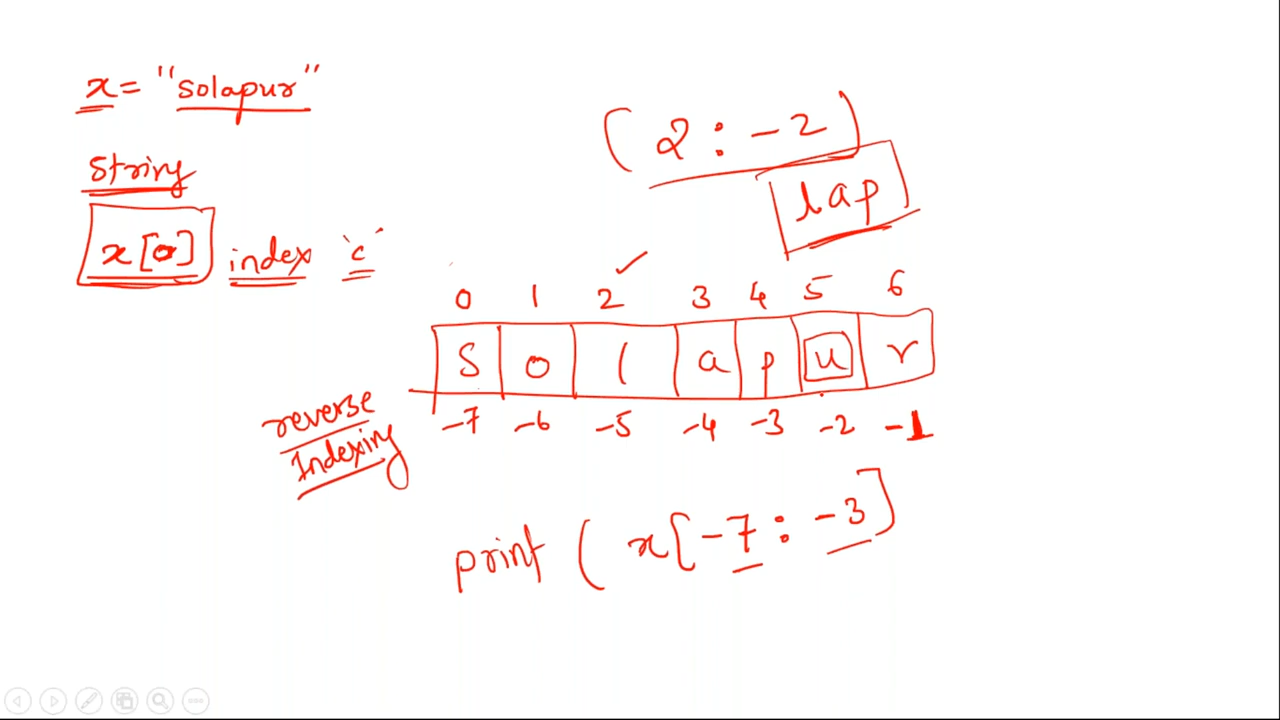 x = "solapur"
String
x[0] index 'c'
(2 : -2)
lap
0 1 2 3 4 5 6
S o l a p u r
-7 -6 -5 -4 -3 -2 -1
reverse
Indexing
print ( x[-7 : -3]